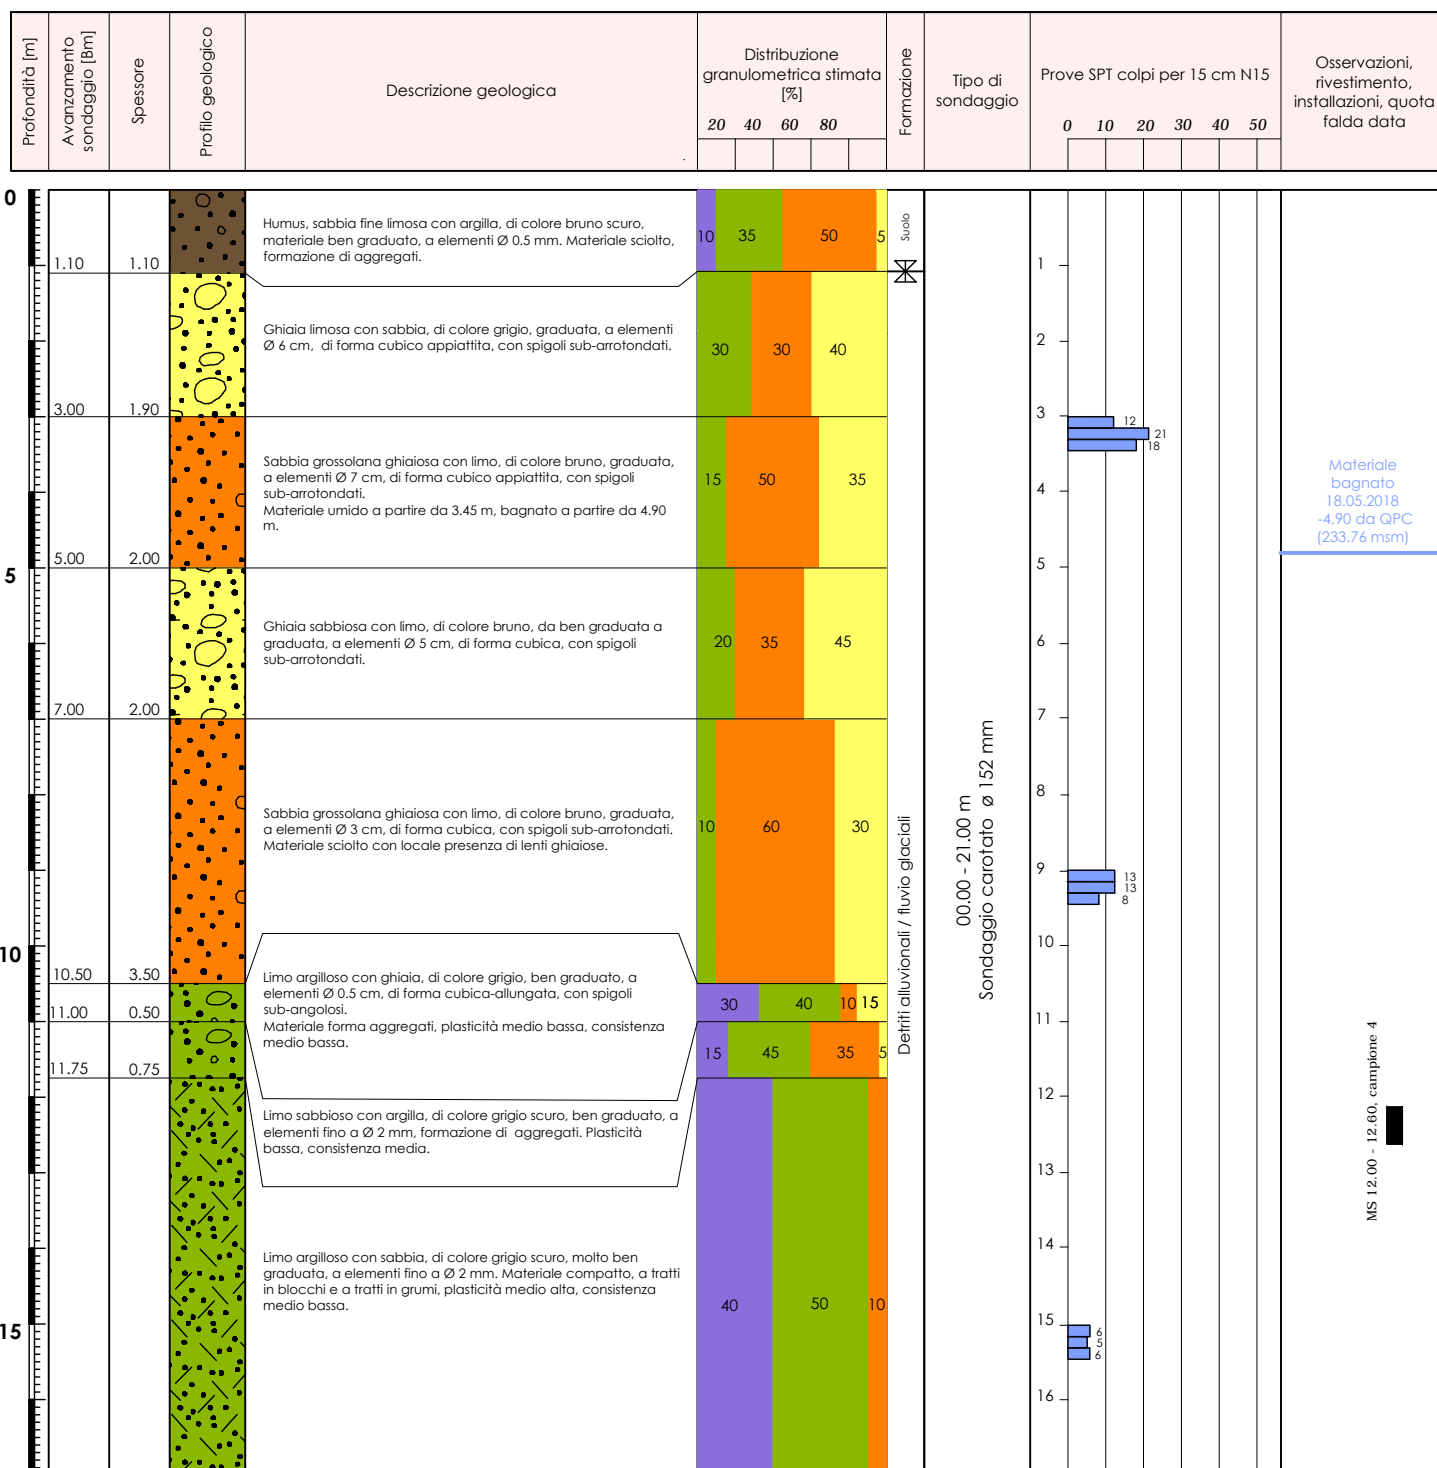 Profondità [m]
Avanzamento
sondaggio [Bm]
Spessore
Profilo geologico
Descrizione geologica
Distribuzione
granulometrica stimata
[%]
20 40 60 80
Formazione
Tipo di
sondaggio
Prove SPT colpi per 15 cm N15
0 10 20 30 40 50
Osservazioni,
rivestimento,
installazioni, quota
falda data
0
5
10
15
1.10 1.10
3.00 1.90
5.00 2.00
7.00 2.00
10.50 3.50
11.00 0.50
11.75 0.75
Humus, sabbia fine limosa con argilla, di colore bruno scuro,
materiale ben graduato, a elementi Ø 0.5 mm. Materiale sciolto,
formazione di aggregati.
Ghiaia limosa con sabbia, di colore grigio, graduata, a elementi
Ø 6 cm, di forma cubico appiattita, con spigoli sub-arrotondati.
Sabbia grossolana ghiaiosa con limo, di colore bruno, graduata,
a elementi Ø 7 cm, di forma cubico appiattita, con spigoli
sub-arrotondati.
Materiale umido a partire da 3.45 m, bagnato a partire da 4.90
m.
Ghiaia sabbiosa con limo, di colore bruno, da ben graduata a
graduata, a elementi Ø 5 cm, di forma cubica, con spigoli
sub-arrotondati.
Sabbia grossolana ghiaiosa con limo, di colore bruno, graduata,
a elementi Ø 3 cm, di forma cubica, con spigoli sub-arrotondati.
Materiale sciolto con locale presenza di lenti ghiaiose.
Limo argilloso con ghiaia, di colore grigio, ben graduato, a
elementi Ø 0.5 cm, di forma cubica-allungata, con spigoli
sub-angolosi.
Materiale forma aggregati, plasticità medio bassa, consistenza
medio bassa.
Limo sabbioso con argilla, di colore grigio scuro, ben graduato, a
elementi fino a Ø 2 mm, formazione di aggregati. Plasticità
bassa, consistenza media.
Limo argilloso con sabbia, di colore grigio scuro, molto ben
graduata, a elementi fino a Ø 2 mm. Materiale compatto, a tratti
in blocchi e a tratti in grumi, plasticità medio alta, consistenza
medio bassa.
10 35 50 5
30 30 40
15 50 35
20 35 45
10 60 30
30 40 10 15
15 45 35 5
40 50 10
Suolo
Detriti alluvionali / fluvio glaciali
00.00 - 21.00 m
Sondaggio carotato ø 152 mm
1
2
3
4
5
6
7
8
9
10
11
12
13
14
15
16
12
21
18
13
13
8
6
5
6
Materiale
bagnato
18.05.2018
-4.90 da QPC
(233.76 msm)
MS 12.00 - 12.60, campione 4